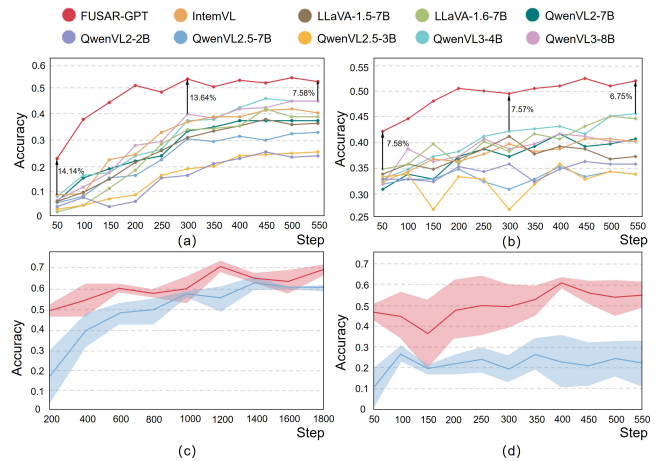 FUSAR-GPT IntemVL LLaVA-1.5-7B LLaVA-1.6-7B QwenVL2-7B
QwenVL2-2B QwenVL2.5-7B QwenVL2.5-3B QwenVL3-4B QwenVL3-8B
Accuracy
0.6
0.5
0.4
0.3
0.2
0.1
0
14.14%
13.64%
7.58%
50 100 150 200 250 300 350 400 450 500 550
(a) Step
Accuracy
0.55
0.50
0.45
0.40
0.35
0.30
0.25
7.58%
7.57%
6.75%
50 100 150 200 250 300 350 400 450 500 550
(b) Step
Accuracy
0.7
0.6
0.5
0.4
0.3
0.2
0.1
0
200 400 600 800 1000 1200 1400 1600 1800
Step
(c)
Accuracy
0.7
0.6
0.5
0.4
0.3
0.2
0.1
0
50 100 150 200 250 300 350 400 450 500 550
Step
(d)